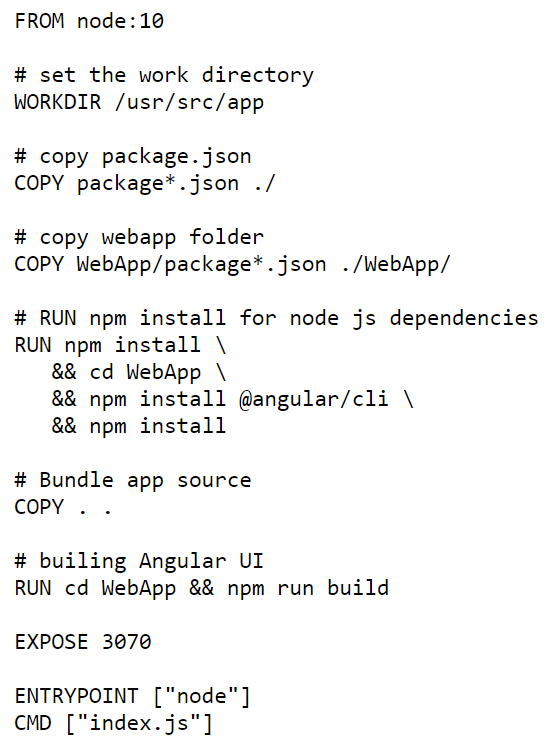 FROM node:10
# set the work directory
WORKDIR /usr/src/app
# copy package.json
COPY package*.json ./
# copy webapp folder
COPY WebApp/package*.json ./WebApp/
# RUN npm install for node js dependencies
RUN npm install \
&& cd WebApp \
&& npm install @angular/cli \
&& npm install
# Bundle app source
COPY . .
# builing Angular UI
RUN cd WebApp && npm run build
EXPOSE 3070
ENTRYPOINT ["node"]
CMD ["index.js"]